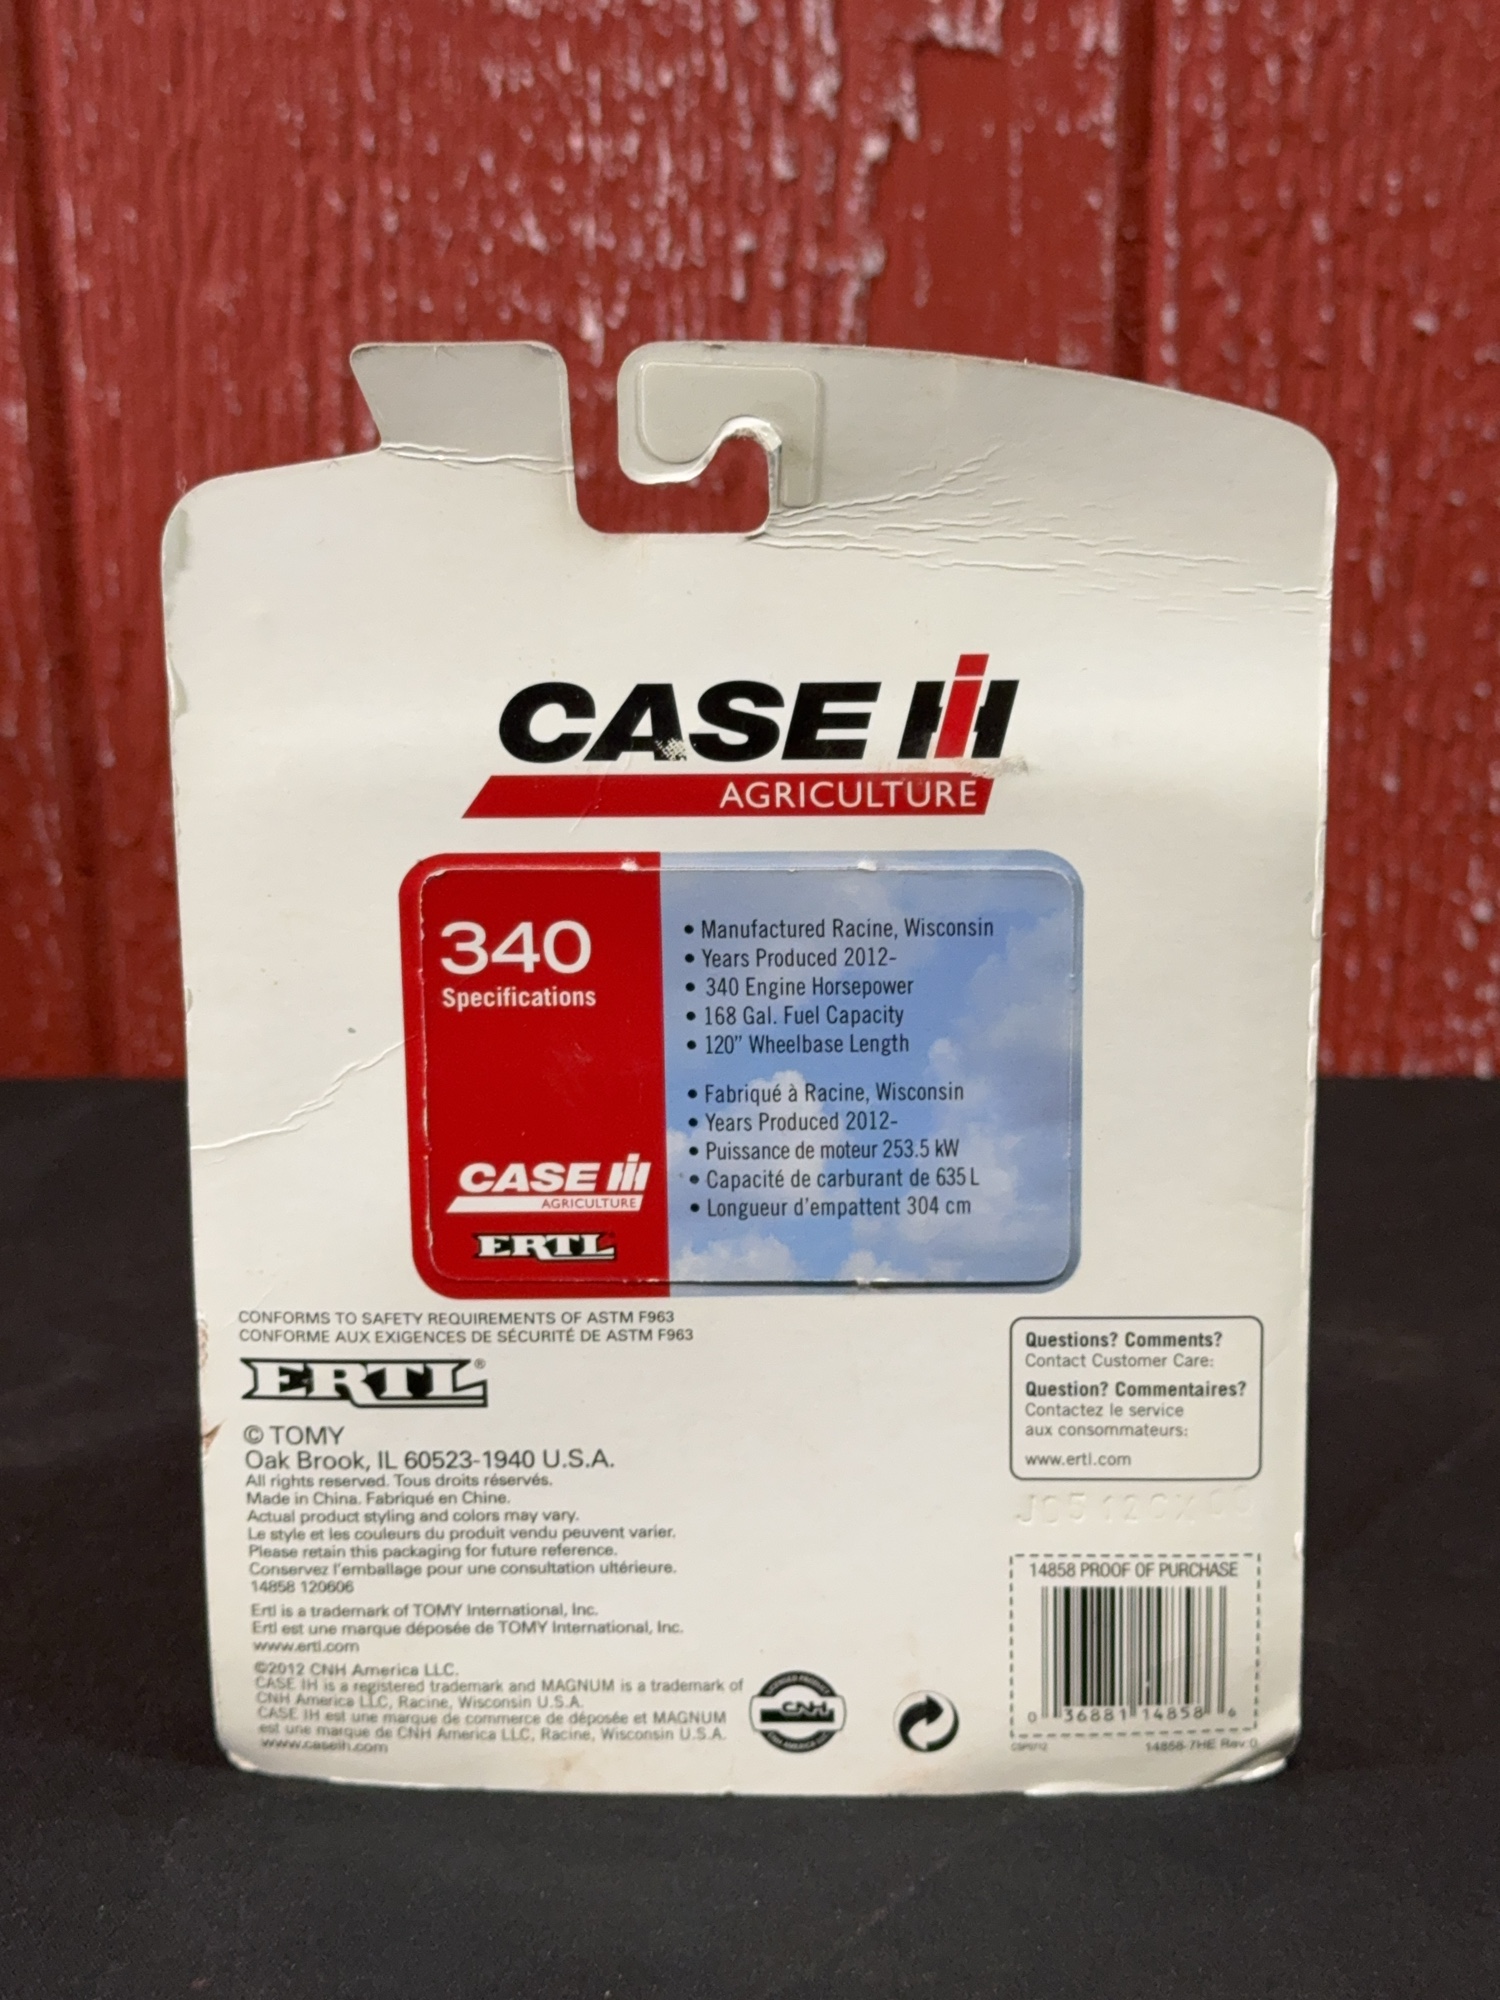 CASE IH
AGRICULTURE
340
Specifications
• Manufactured Racine, Wisconsin
• Years Produced 2012-
• 340 Engine Horsepower
• 168 Gal. Fuel Capacity
• 120" Wheelbase Length
• Fabriqué à Racine, Wisconsin
• Years Produced 2012-
• Puissance de moteur 253.5 kW
• Capacité de carburant de 635 L
• Longueur d'empattent 304 cm
CASE IH
AGRICULTURE
ERTL
CONFORMS TO SAFETY REQUIREMENTS OF ASTM F963
CONFORME AUX EXIGENCES DE SÉCURITÉ DE ASTM F963
ERTL®
© TOMY
Oak Brook, IL 60523-1940 U.S.A.
All rights reserved. Tous droits réservés.
Made in China. Fabriqué en Chine.
Actual product styling and colors may vary.
Le style et les couleurs du produit vendu peuvent varier.
Please retain this packaging for future reference.
Conservez l'emballage pour une consultation ultérieure.
14858 120606
Ertl is a trademark of TOMY International, Inc.
Ertl est une marque déposée de TOMY International, Inc.
www.ertl.com
©2012 CNH America LLC.
CASE IH is a registered trademark and MAGNUM is a trademark of
CNH America LLC, Racine, Wisconsin U.S.A.
CASE IH est une marque de commerce de déposée et MAGNUM
est une marque de CNH America LLC, Racine, Wisconsin U.S.A.
www.caseih.com
LICENSED PRODUCT
CNH
CNH AMERICA LLC
Questions? Comments?
Contact Customer Care:
Question? Commentaires?
Contactez le service
aux consommateurs:
www.ertl.com
14858 PROOF OF PURCHASE
0 36881 14858 6
14858-7HE Rev:0